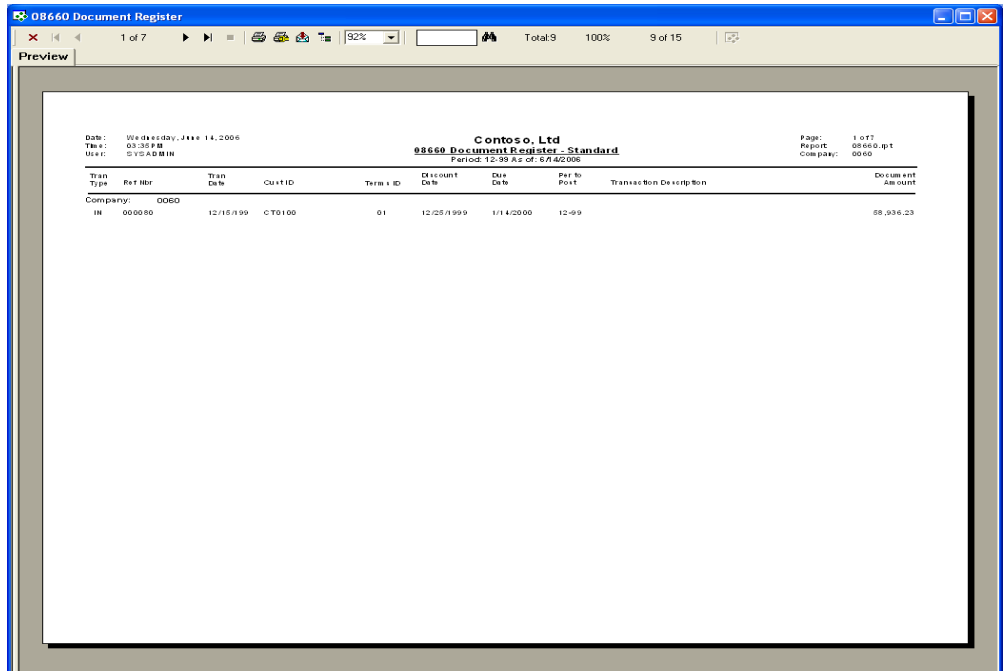 08660 Document Register
1 of 7 92% Total:9 100% 9 of 15
Preview
Date: Wednesday, June 14, 2006 Contoso, Ltd Page: 1 of 7
Time: 03:35PM 08660 Document Register - Standard Report: 08660.rpt
User: SYSADMIN Period: 12-99 As of: 6/14/2006 Company: 0060
Tran Tran Discount Due Per to Document
Type Ref Nbr Date Cust ID Terms ID Date Date Post Transaction Description Amount
Company: 0060
IN 000080 12/15/199 CT0100 01 12/25/1999 1/14/2000 12-99 58,936.23